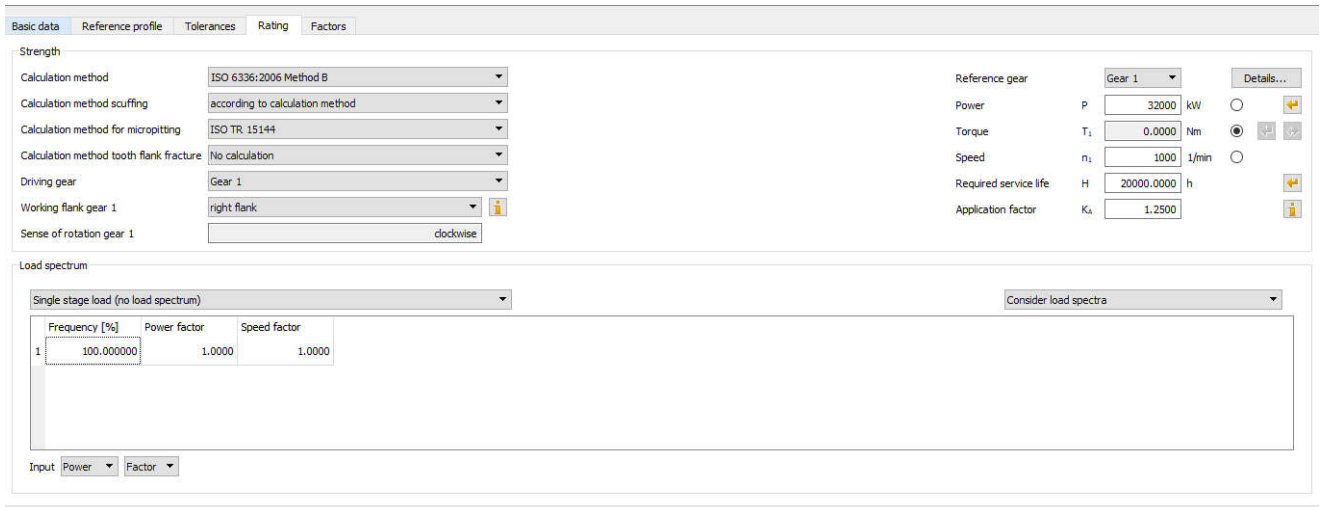 Basic data Reference profile Tolerances Rating Factors
Strength
Calculation method ISO 6336:2006 Method B Reference gear Gear 1 Details...
Calculation method scuffing according to calculation method Power P 32000 kW
Calculation method for micropitting ISO TR 15144 Torque T₁ 0.0000 Nm
Calculation method tooth flank fracture No calculation Speed n₁ 1000 1/min
Driving gear Gear 1 Required service life H 20000.0000 h
Working flank gear 1 right flank Application factor KA 1.2500
Sense of rotation gear 1 clockwise
Load spectrum
Single stage load (no load spectrum) Consider load spectra
Frequency [%] Power factor Speed factor
1 100.000000 1.0000 1.0000
Input Power Factor